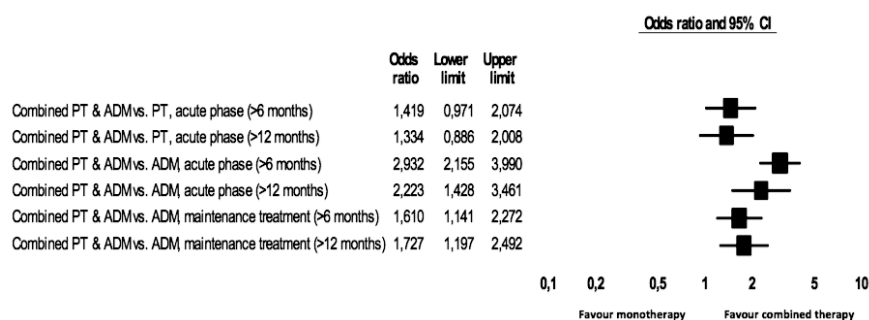 Odds ratio and 95% CI
Odds Lower Upper
ratio limit limit
Combined PT & ADM vs. PT, acute phase (>6 months) 1,419 0,971 2,074
Combined PT & ADM vs. PT, acute phase (>12 months) 1,334 0,886 2,008
Combined PT & ADM vs. ADM, acute phase (>6 months) 2,932 2,155 3,990
Combined PT & ADM vs. ADM, acute phase (>12 months) 2,223 1,428 3,461
Combined PT & ADM vs. ADM, maintenance treatment (>6 months) 1,610 1,141 2,272
Combined PT & ADM vs. ADM, maintenance treatment (>12 months) 1,727 1,197 2,492
0,1 0,2 0,5 1 2 5 10
Favour monotherapy Favour combined therapy